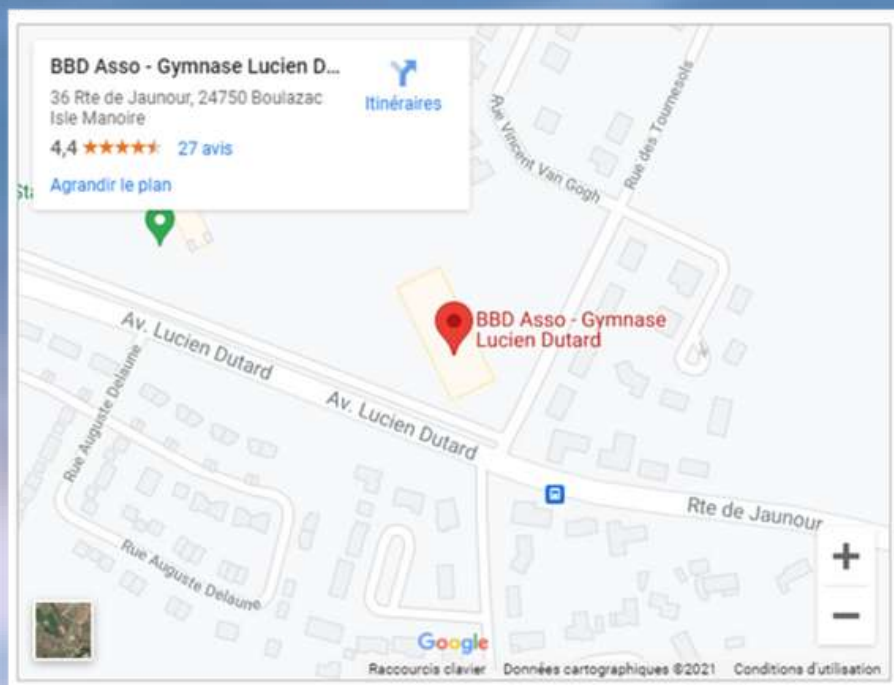 BBD Asso - Gymnase Lucien D...
36 Rte de Jaunour, 24750 Boulazac
Isle Manoire
4,4
27 avis
Itinéraires
Agrandir le plan
Sta
Rue Vincent Van Gogh
Rue des Tournesols
BBD Asso - Gymnase
Lucien Dutard
Av. Lucien Dutard
Av. Lucien Dutard
Rue Auguste Delaune
Rue Auguste Delaune
Rte de Jaunour
Google
Raccourcis clavier Données cartographiques ©2021 Conditions d'utilisation